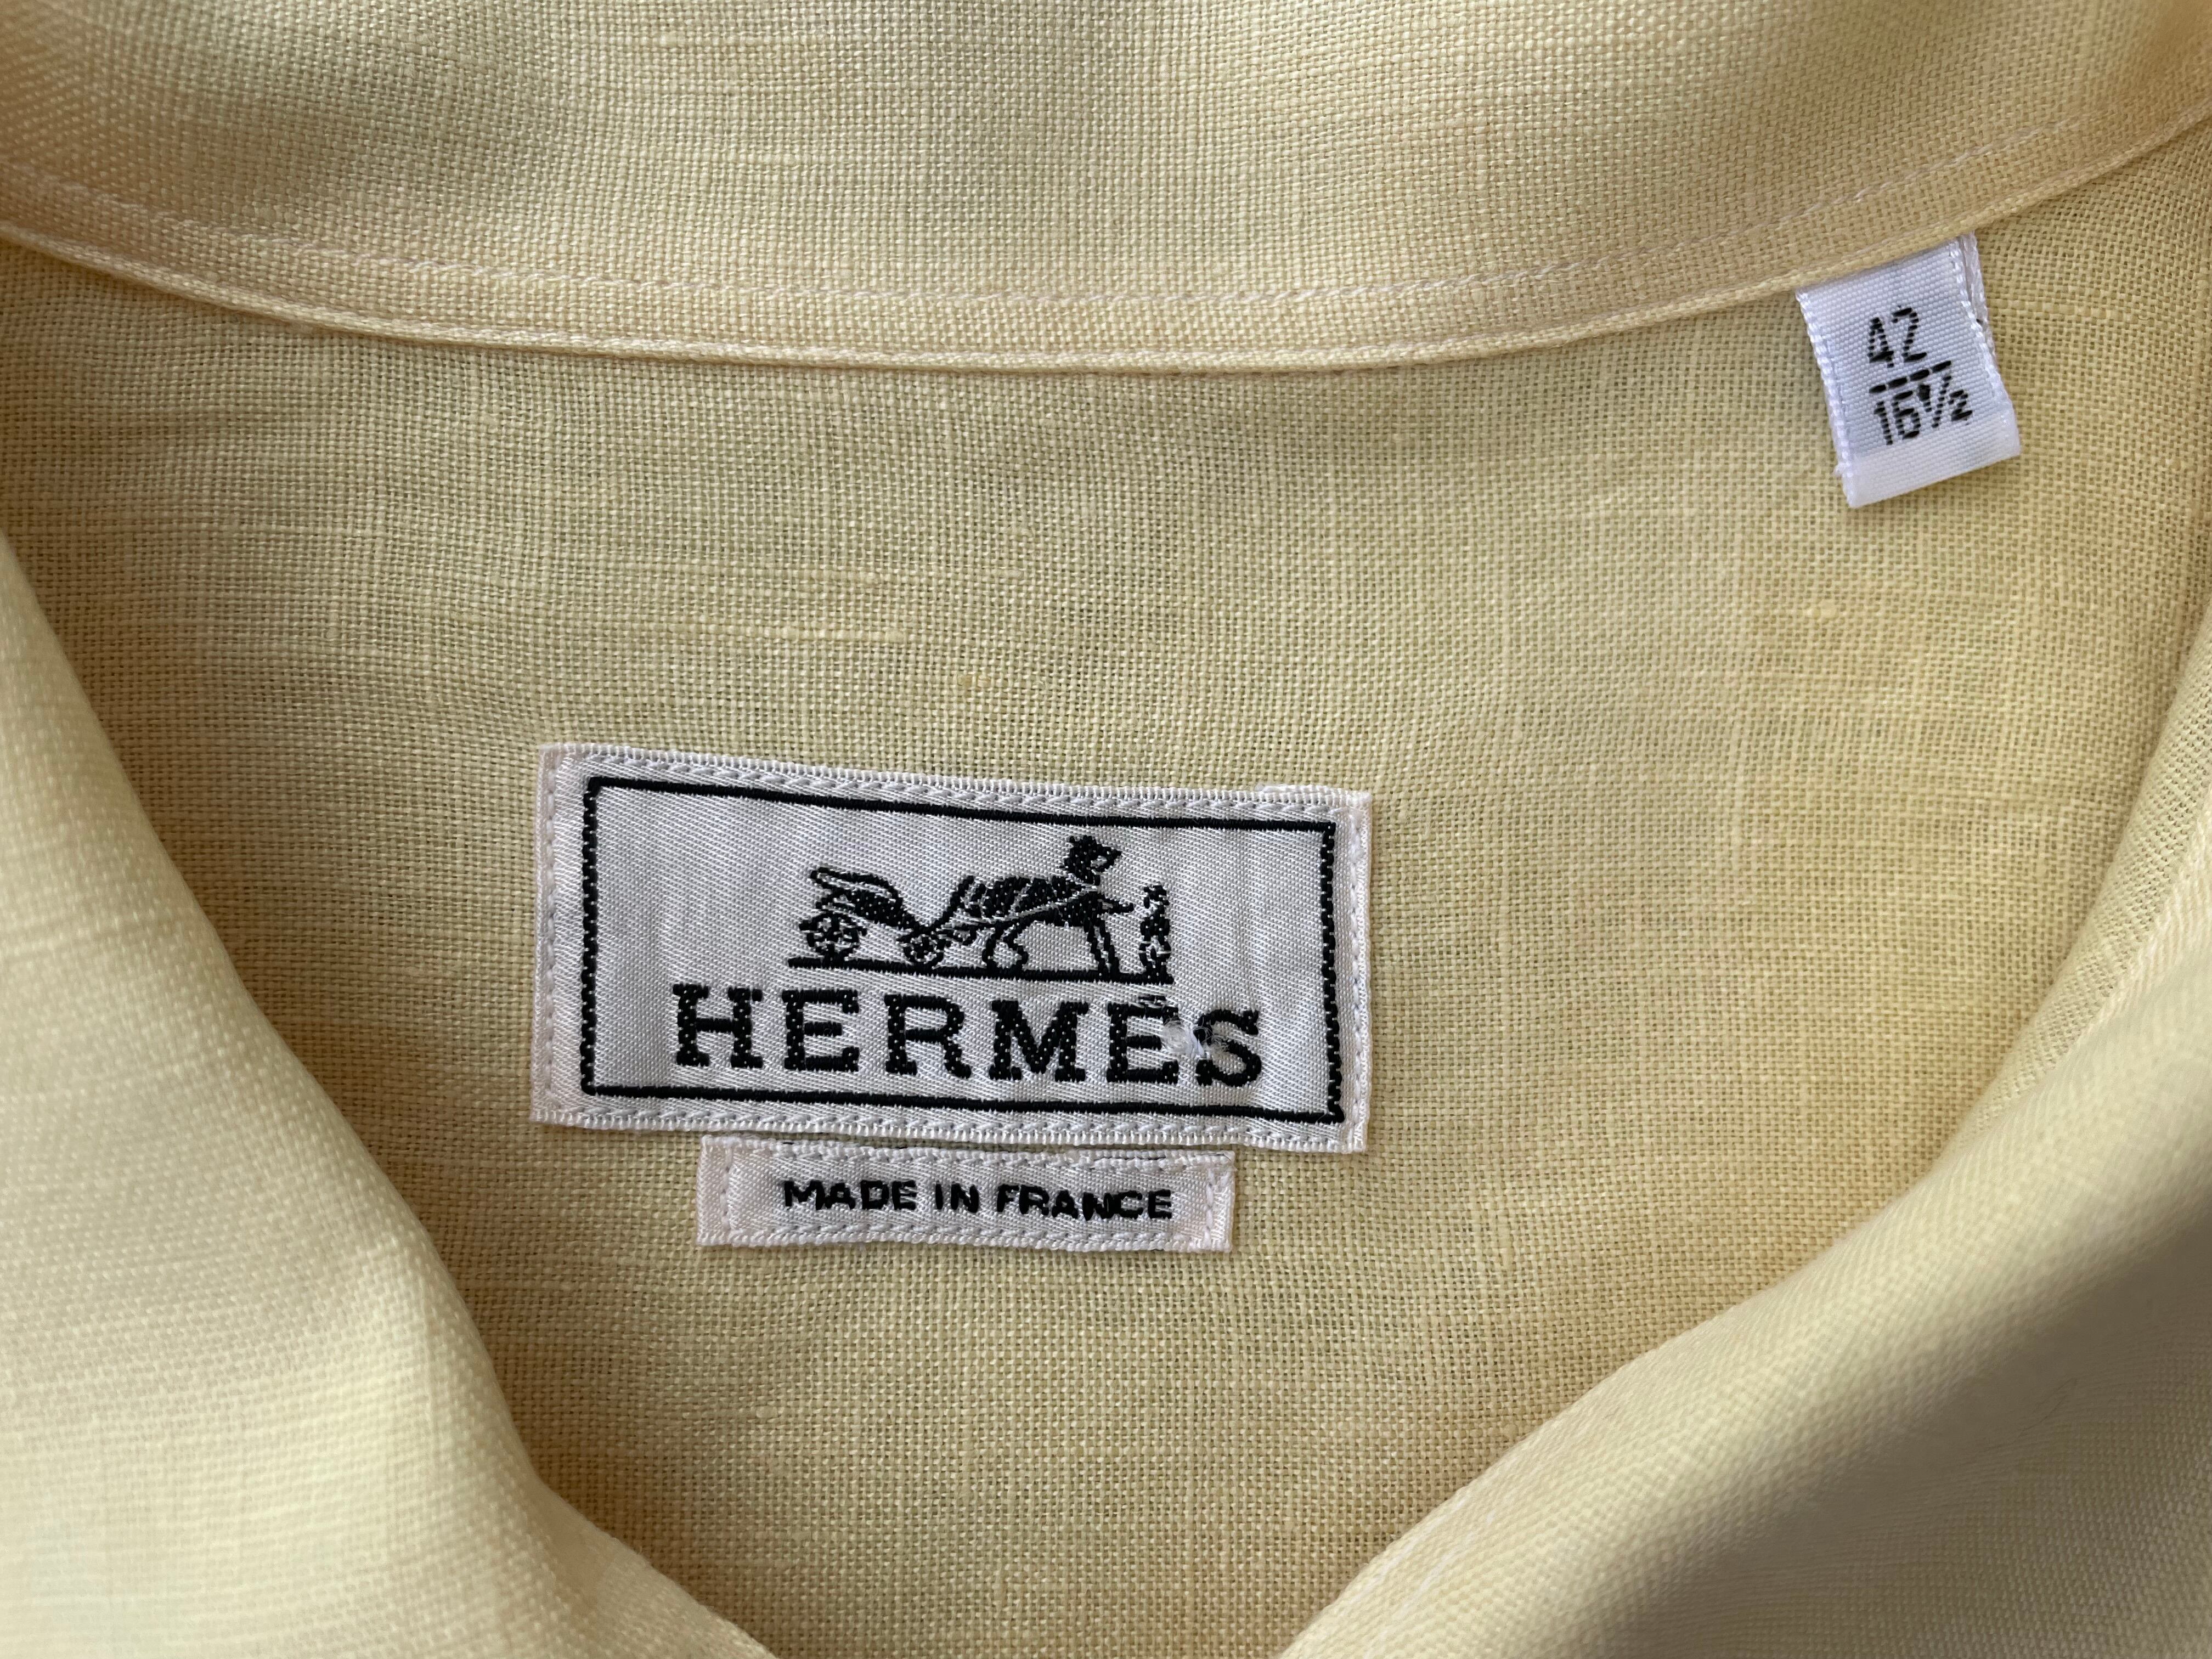 42
16½
HERMÈS
MADE IN FRANCE